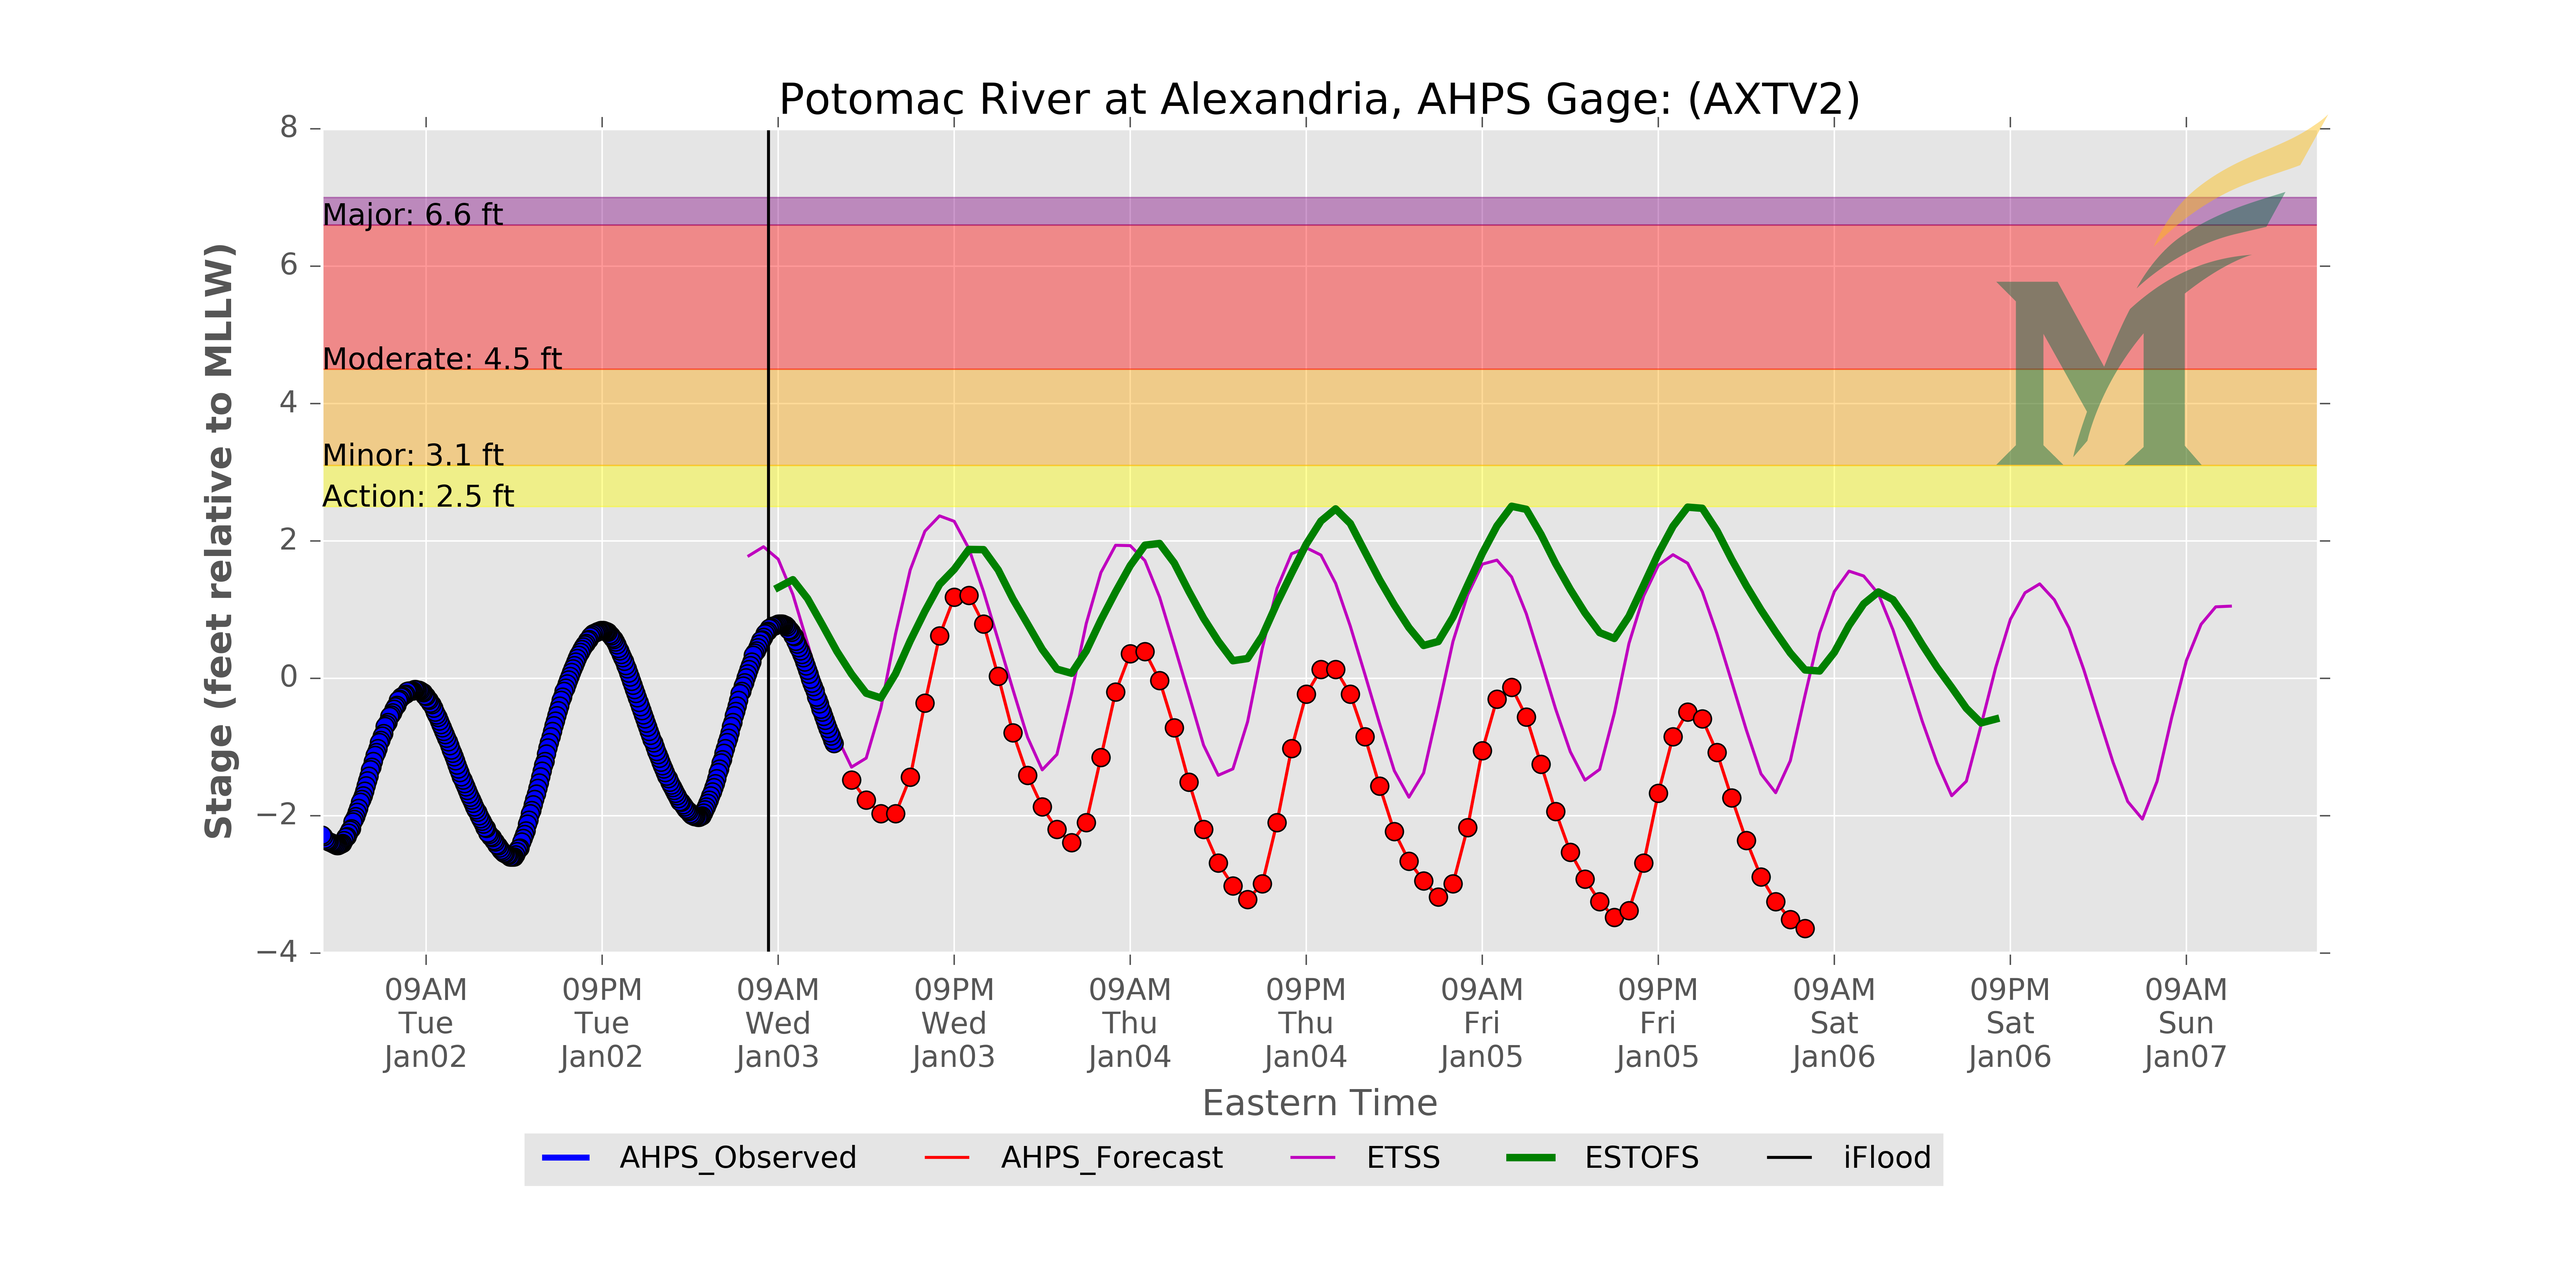 Potomac River at Alexandria, AHPS Gage: (AXTV2)
Stage (feet relative to MLLW)
8
6
4
2
0
−2
−4
Major: 6.6 ft
Moderate: 4.5 ft
Minor: 3.1 ft
Action: 2.5 ft
M
09AM 09PM 09AM 09PM 09AM 09PM 09AM 09PM 09AM 09PM 09AM
Tue Tue Wed Wed Thu Thu Fri Fri Sat Sat Sun
Jan02 Jan02 Jan03 Jan03 Jan04 Jan04 Jan05 Jan05 Jan06 Jan06 Jan07
Eastern Time
AHPS_Observed AHPS_Forecast ETSS ESTOFS iFlood